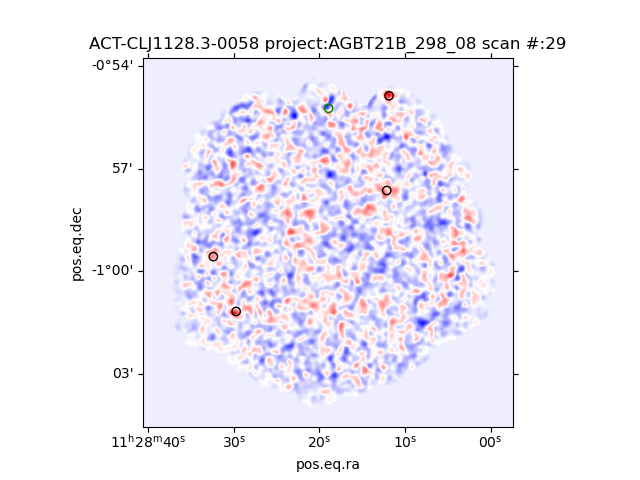 ACT-CLJ1128.3-0058 project:AGBT21B_298_08 scan #:29
-0°54'
57'
-1°00'
03'
pos.eq.dec
11ʰ28ᵐ40ˢ 30ˢ 20ˢ 10ˢ 00ˢ
pos.eq.ra